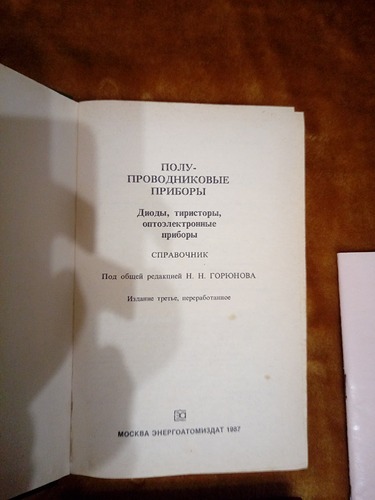 ПОЛУ-
ПРОВОДНИКОВЫЕ
ПРИБОРЫ
Диоды, тиристоры,
оптоэлектронные
приборы
СПРАВОЧНИК
Под общей редакцией Н. Н. ГОРЮНОВА
Издание третье, переработанное
МОСКВА ЭНЕРГОАТОМИЗДАТ 1987